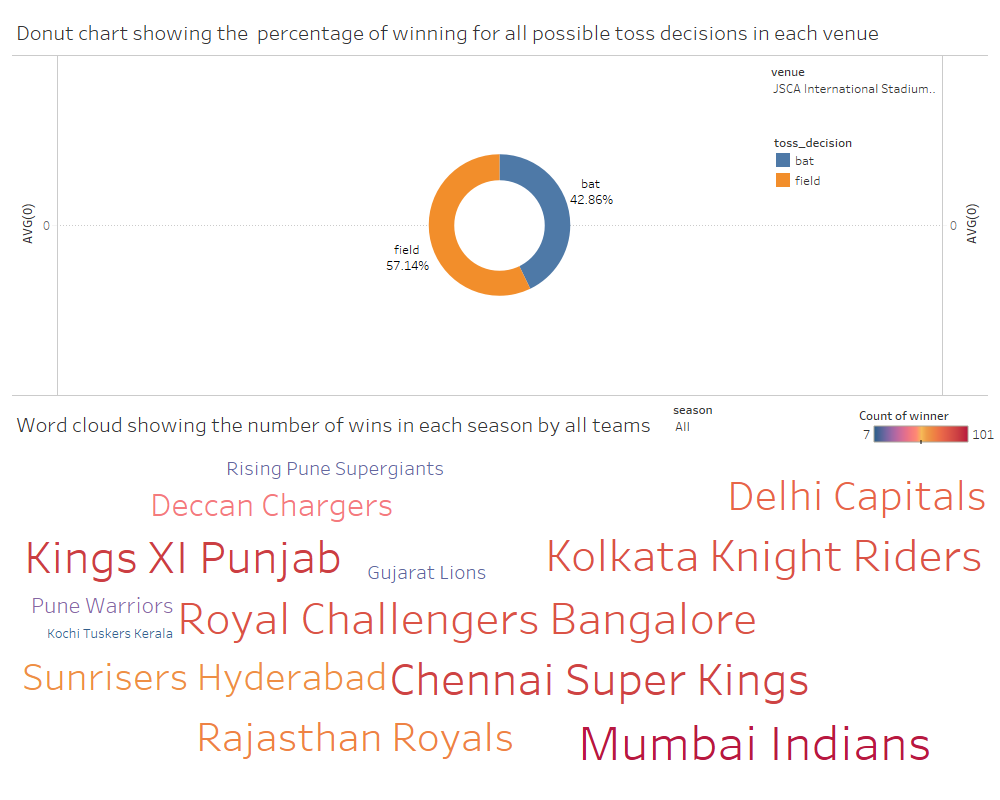 Donut chart showing the  percentage of winning for all possible toss decisions in each venue
venue
JSCA International Stadium..
toss_decision
bat
field
bat
42.86%
field
57.14%
AVG(0)
0
0
AVG(0)
Word cloud showing the number of wins in each season by all teams
season
All
Count of winner
7
101
Rising Pune Supergiants
Deccan Chargers
Delhi Capitals
Kings XI Punjab
Kolkata Knight Riders
Gujarat Lions
Pune Warriors
Kochi Tuskers Kerala
Royal Challengers Bangalore
Sunrisers Hyderabad
Chennai Super Kings
Rajasthan Royals
Mumbai Indians